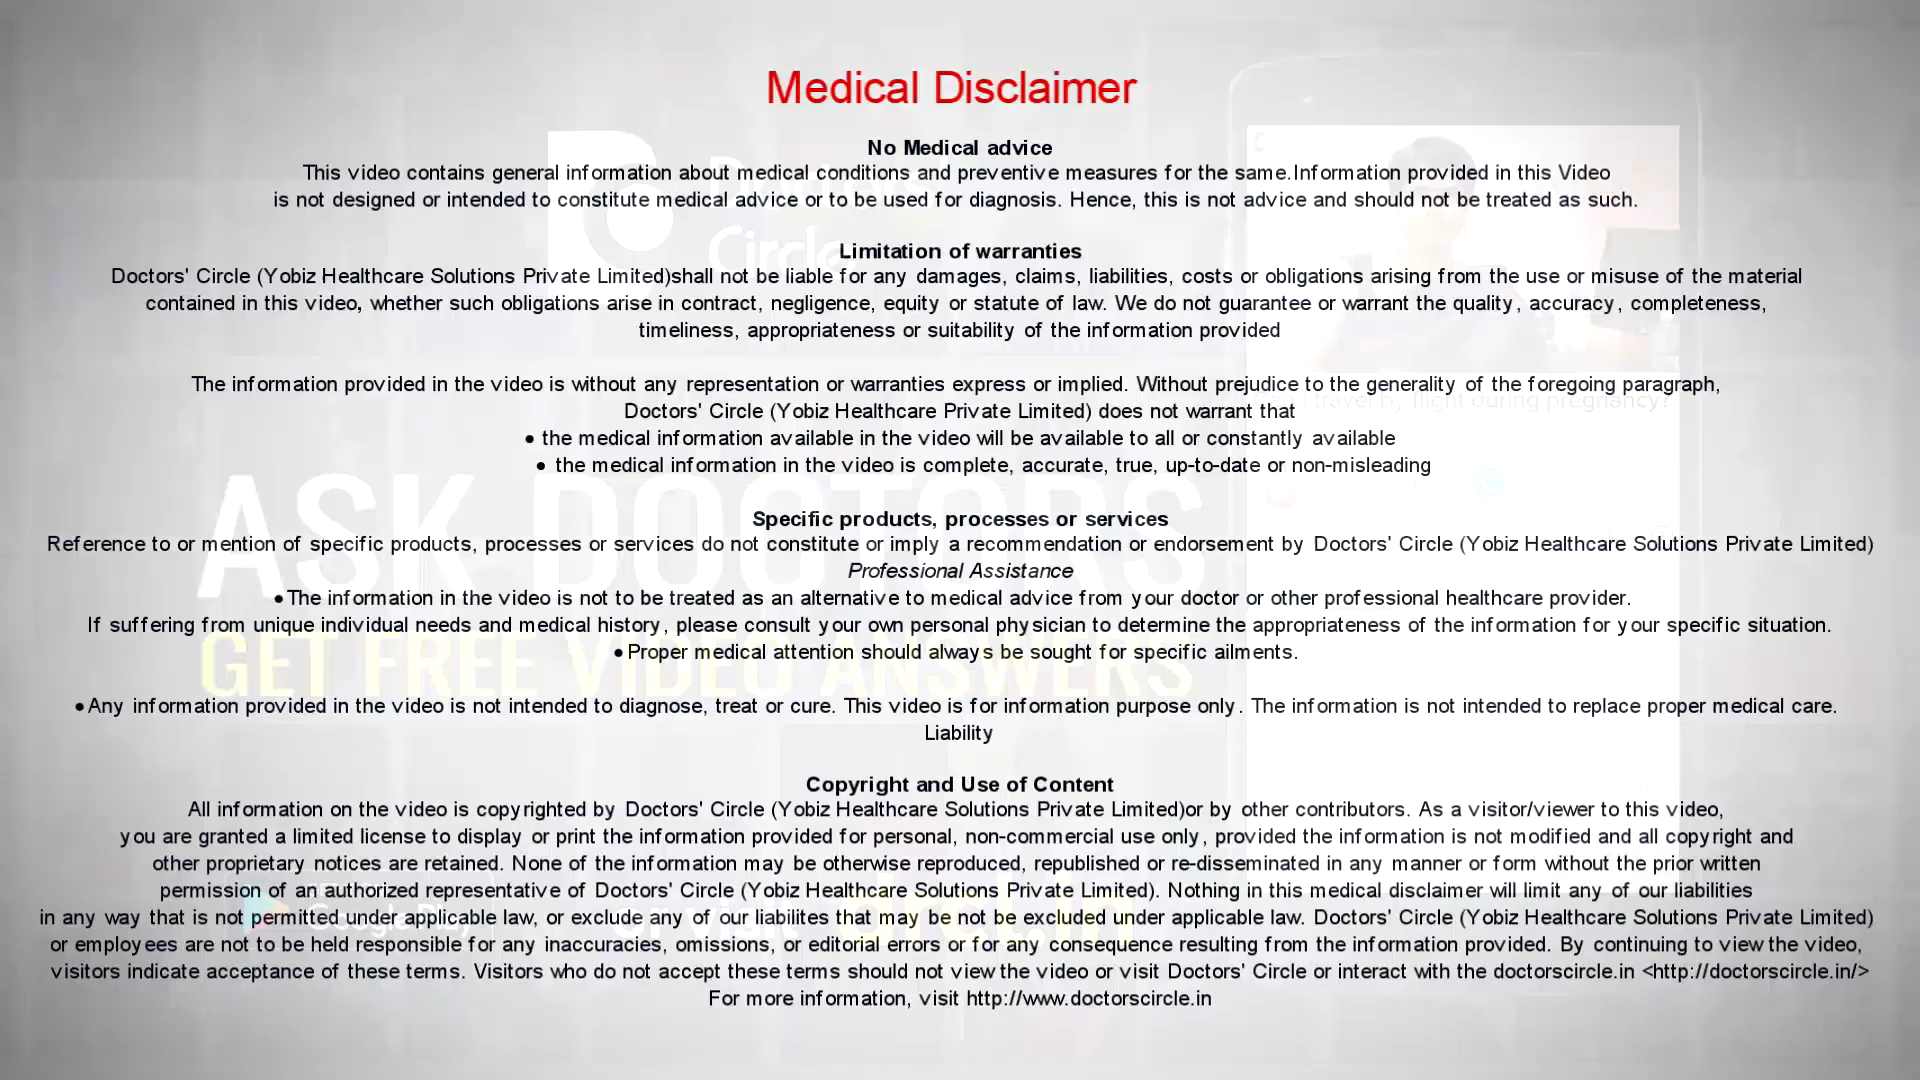 Medical Disclaimer
No Medical advice
This video contains general information about medical conditions and preventive measures for the same.Information provided in this Video
is not designed or intended to constitute medical advice or to be used for diagnosis. Hence, this is not advice and should not be treated as such.
Doctors'
Circle
Limitation of warranties
Doctors' Circle (Yobiz Healthcare Solutions Private Limited)shall not be liable for any damages, claims, liabilities, costs or obligations arising from the use or misuse of the material
contained in this video, whether such obligations arise in contract, negligence, equity or statute of law. We do not guarantee or warrant the quality, accuracy, completeness,
timeliness, appropriateness or suitability of the information provided
The information provided in the video is without any representation or warranties express or implied. Without prejudice to the generality of the foregoing paragraph,
Can I travel by flight during pregnancy?
Doctors' Circle (Yobiz Healthcare Private Limited) does not warrant that
• the medical information available in the video will be available to all or constantly available
• the medical information in the video is complete, accurate, true, up-to-date or non-misleading
ASK DOCTORS
Specific products, processes or services
Reference to or mention of specific products, processes or services do not constitute or imply a recommendation or endorsement by Doctors' Circle (Yobiz Healthcare Solutions Private Limited)
Professional Assistance
•The information in the video is not to be treated as an alternative to medical advice from your doctor or other professional healthcare provider.
If suffering from unique individual needs and medical history, please consult your own personal physician to determine the appropriateness of the information for your specific situation.
•Proper medical attention should always be sought for specific ailments.
GET FREE VIDEO ANSWERS
•Any information provided in the video is not intended to diagnose, treat or cure. This video is for information purpose only. The information is not intended to replace proper medical care.
Liability
Copyright and Use of Content
All information on the video is copyrighted by Doctors' Circle (Yobiz Healthcare Solutions Private Limited)or by other contributors. As a visitor/viewer to this video,
you are granted a limited license to display or print the information provided for personal, non-commercial use only, provided the information is not modified and all copyright and
other proprietary notices are retained. None of the information may be otherwise reproduced, republished or re-disseminated in any manner or form without the prior written
permission of an authorized representative of Doctors' Circle (Yobiz Healthcare Solutions Private Limited). Nothing in this medical disclaimer will limit any of our liabilities
in any way that is not permitted under applicable law, or exclude any of our liabilites that may be not be excluded under applicable law. Doctors' Circle (Yobiz Healthcare Solutions Private Limited)
Google Play
or visit drcl.in
or employees are not to be held responsible for any inaccuracies, omissions, or editorial errors or for any consequence resulting from the information provided. By continuing to view the video,
visitors indicate acceptance of these terms. Visitors who do not accept these terms should not view the video or visit Doctors' Circle or interact with the doctorscircle.in <http://doctorscircle.in/>
For more information, visit http://www.doctorscircle.in